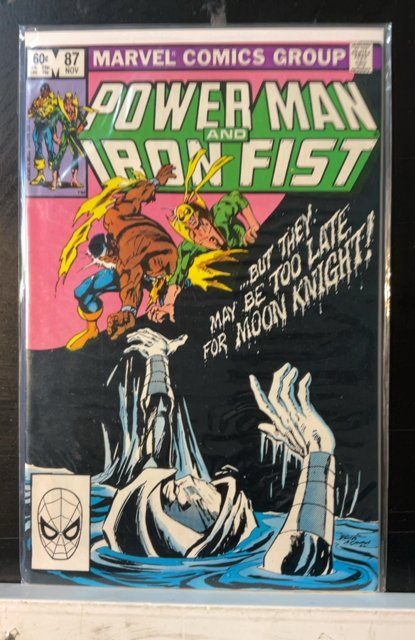 60¢
87
NOV
MARVEL COMICS GROUP
POWER MAN
AND
IRON FIST
...BUT THEY
MAY BE TOO LATE
FOR MOON KNIGHT!